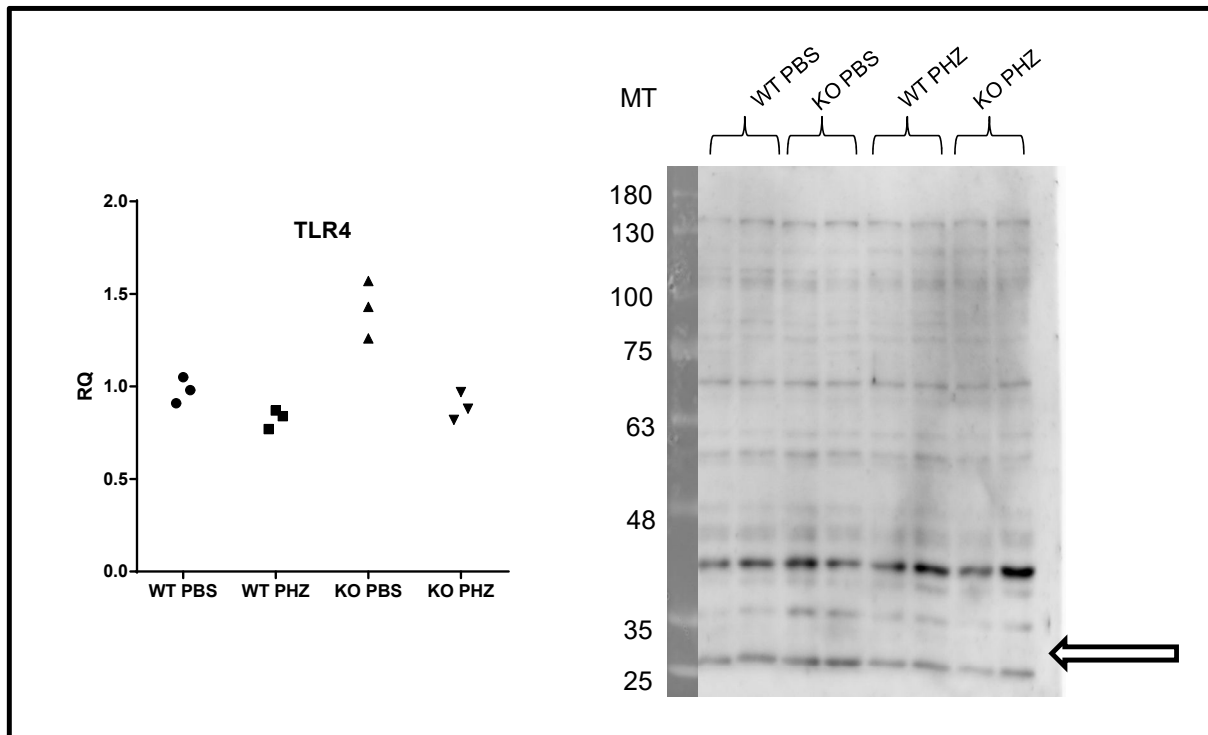 TLR4
2.0
1.5
1.0
0.5
0.0
RQ
WT PBS
WT PHZ
KO PBS
KO PHZ
MT
WT PBS
KO PBS
WT PHZ
KO PHZ
180
130
100
75
63
48
35
25